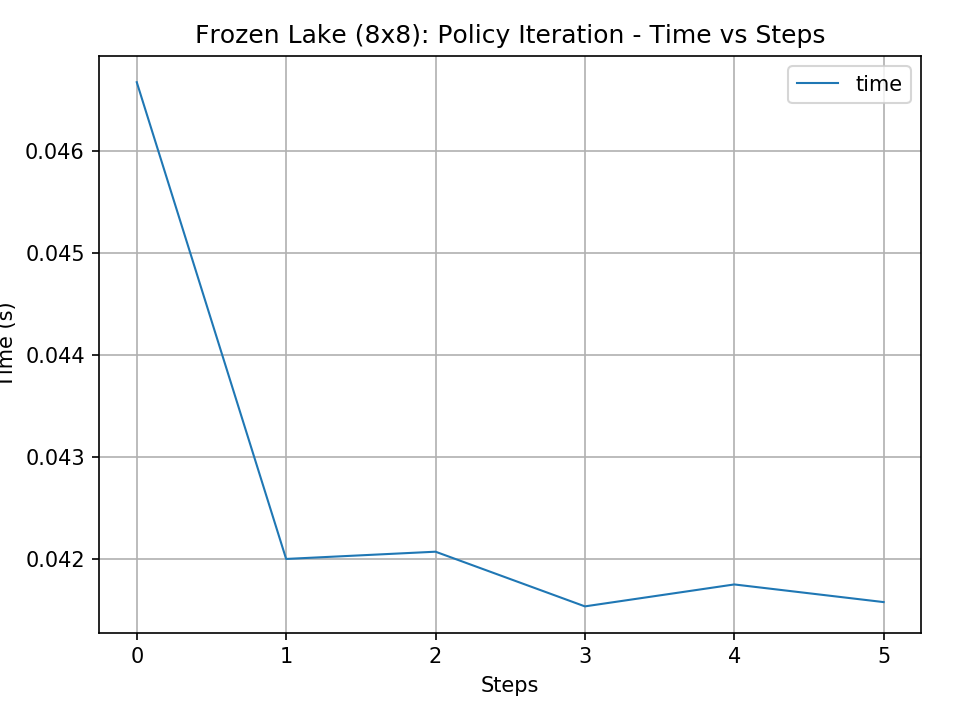 Frozen Lake (8x8): Policy Iteration - Time vs Steps
time
0.046
0.045
0.044
0.043
0.042
Time (s)
0
1
2
3
4
5
Steps